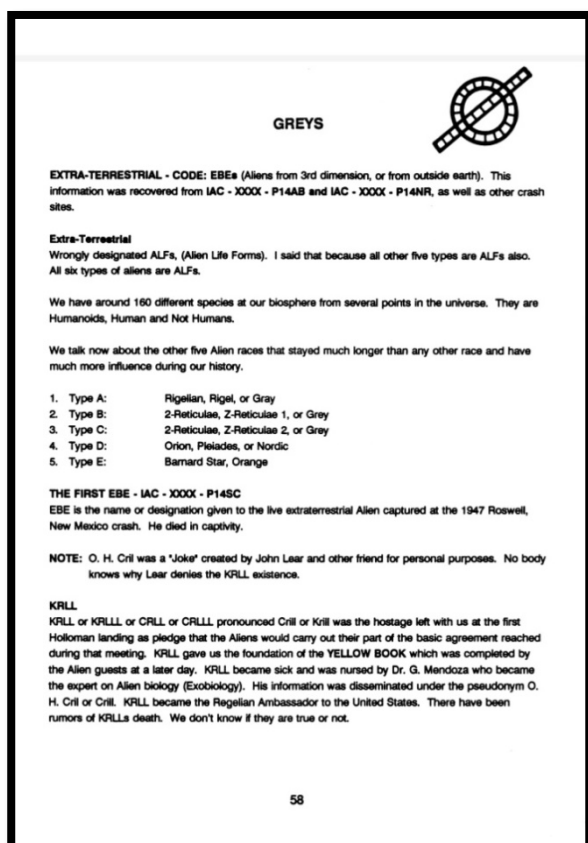 GREYS
EXTRA-TERRESTRIAL - CODE: EBEs (Aliens from 3rd dimension, or from outside earth). This
information was recovered from IAC - XXXX - P14AB and IAC - XXXX - P14NR, as well as other crash
sites.
Extra-Terrestrial
Wrongly designated ALFs, (Alien Life Forms). I said that because all other five types are ALFs also.
All six types of aliens are ALFs.
We have around 160 different species at our biosphere from several points in the universe. They are
Humanoids, Human and Not Humans.
We talk now about the other five Alien races that stayed much longer than any other race and have
much more influence during our history.
1. Type A: Rigelian, Rigel, or Gray
2. Type B: 2-Reticulae, Z-Reticulae 1, or Grey
3. Type C: 2-Reticulae, Z-Reticulae 2, or Grey
4. Type D: Orion, Pleiades, or Nordic
5. Type E: Barnard Star, Orange
THE FIRST EBE - IAC - XXXX - P14SC
EBE is the name or designation given to the live extraterrestrial Alien captured at the 1947 Roswell,
New Mexico crash. He died in captivity.
NOTE: O. H. Cril was a "Joke" created by John Lear and other friend for personal purposes. No body
knows why Lear denies the KRLL existence.
KRLL
KRLL or KRLLL or CRLL or CRLLL pronounced Crill or Krill was the hostage left with us at the first
Holloman landing as pledge that the Aliens would carry out their part of the basic agreement reached
during that meeting. KRLL gave us the foundation of the YELLOW BOOK which was completed by
the Alien guests at a later day. KRLL became sick and was nursed by Dr. G. Mendoza who became
the expert on Alien biology (Exobiology). His information was disseminated under the pseudonym O.
H. Cril or Crill. KRLL became the Regelian Ambassador to the United States. There have been
rumors of KRLLs death. We don't know if they are true or not.
58